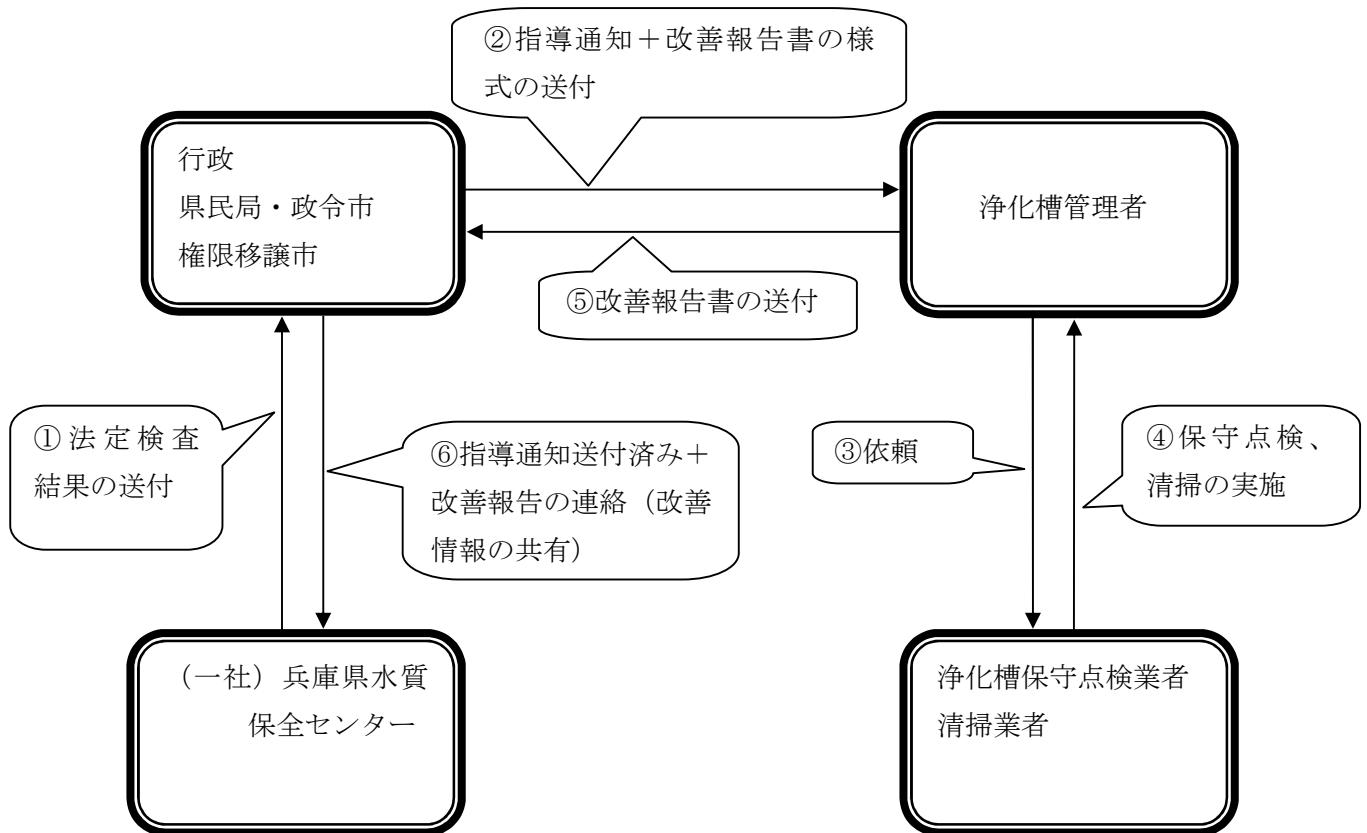 ②指導通知＋改善報告書の様
式の送付
行政
県民局・政令市
権限移譲市
浄化槽管理者
⑤改善報告書の送付
①法定検査
結果の送付
⑥指導通知送付済み＋
改善報告の連絡（改善
情報の共有）
③依頼
④保守点検、
清掃の実施
（一社）兵庫県水質
保全センター
浄化槽保守点検業者
清掃業者